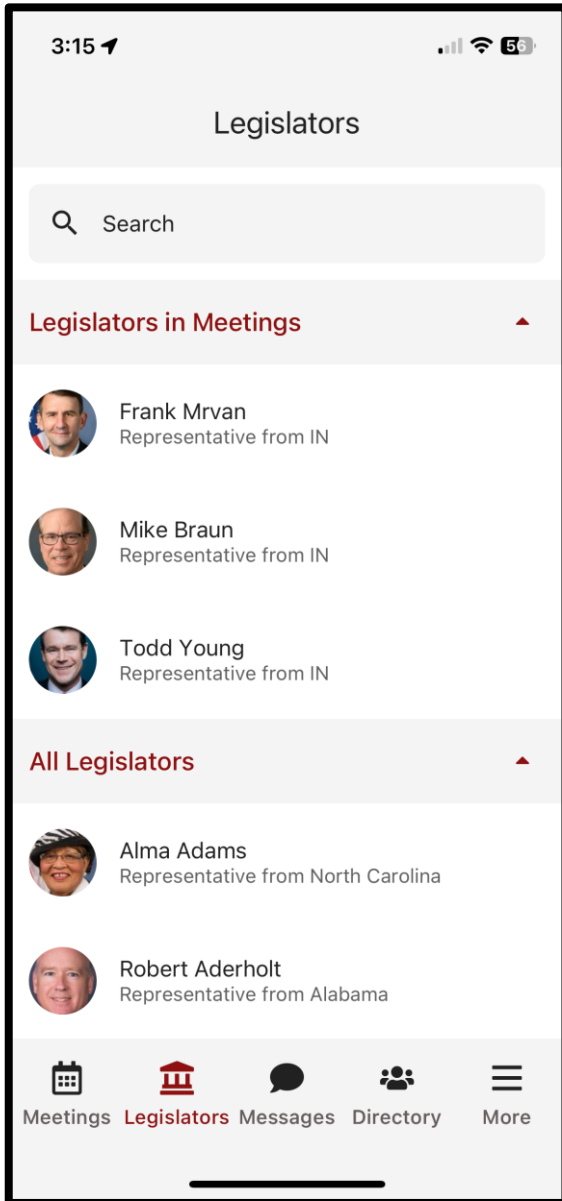 3:15
56
Legislators
Search
Legislators in Meetings
Frank Mrvan
Representative from IN
Mike Braun
Representative from IN
Todd Young
Representative from IN
All Legislators
Alma Adams
Representative from North Carolina
Robert Aderholt
Representative from Alabama
Meetings Legislators Messages Directory More